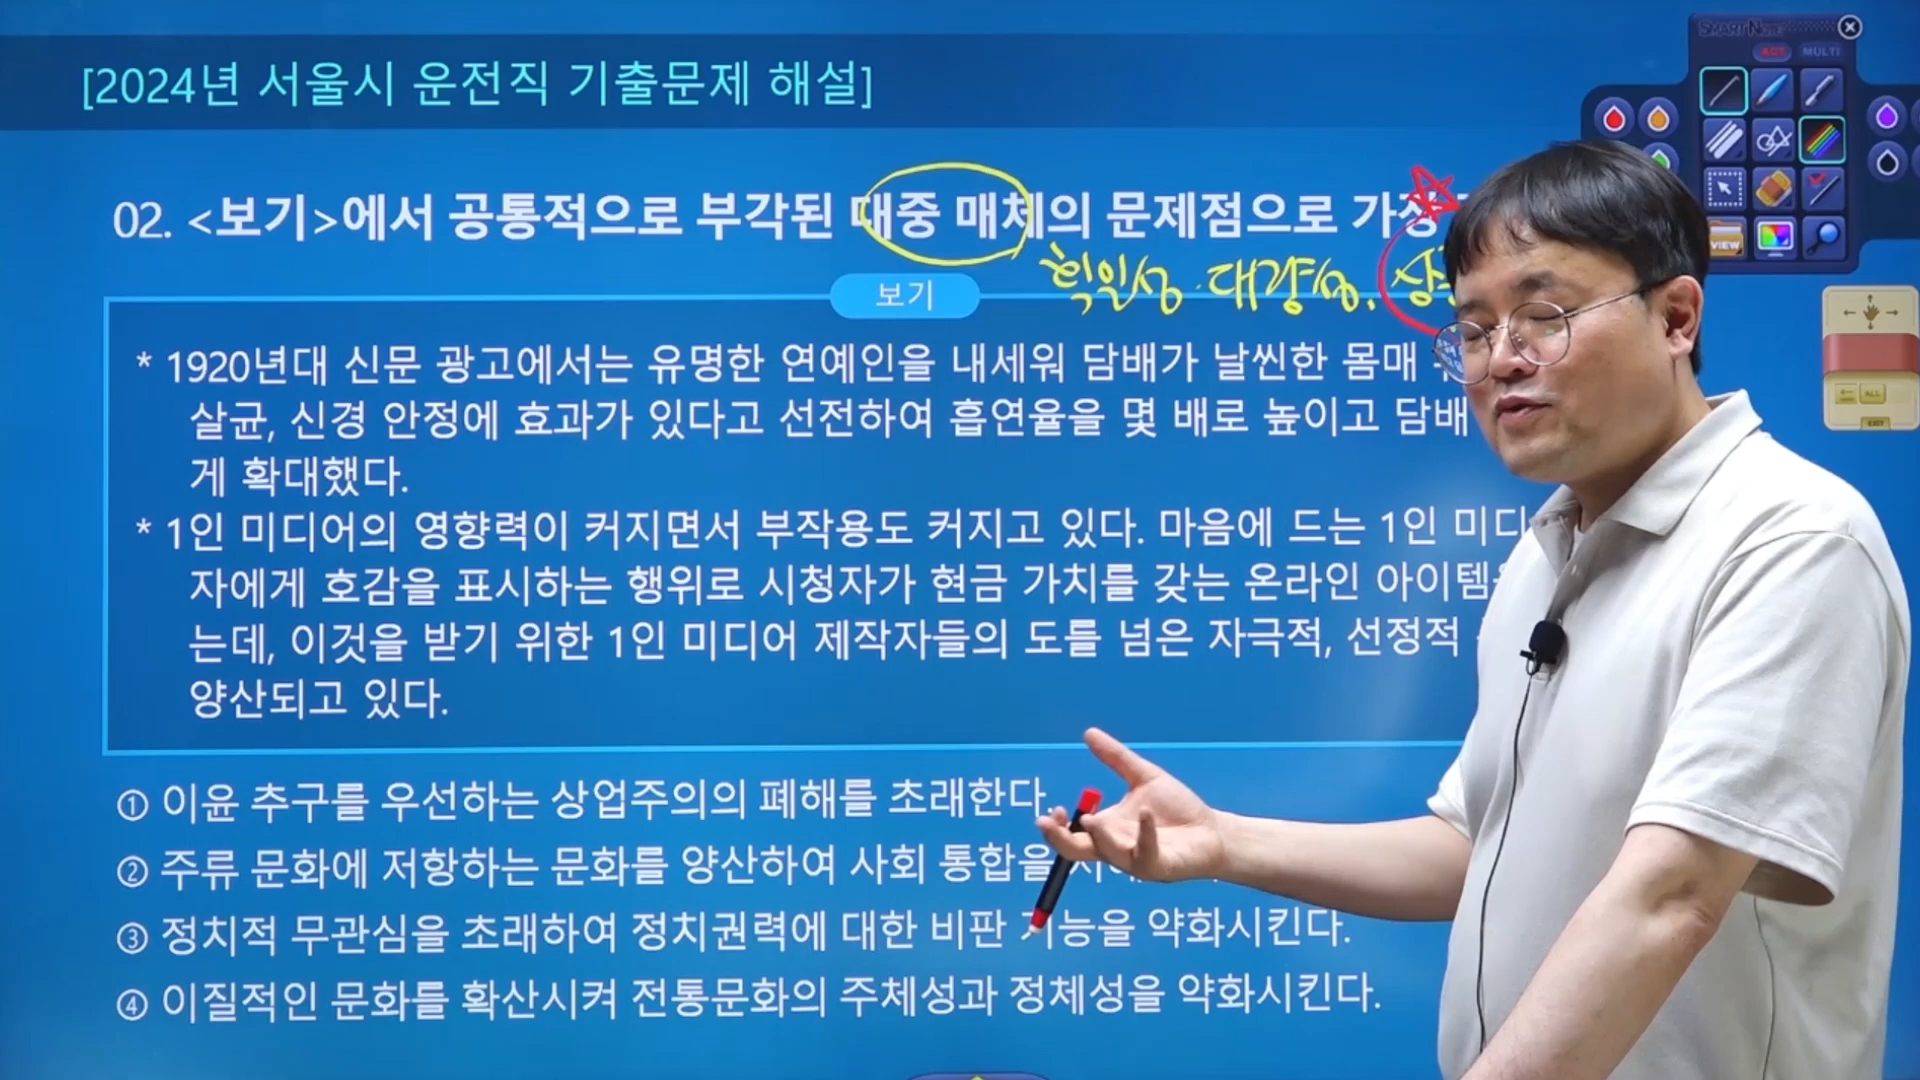 [2024년 서울시 운전직 기출문제 해설]
SMART NOTE
ACT MULTI
VIEW
ALL
EXIT
02. <보기>에서 공통적으로 부각된 대중 매체의 문제점으로 가장
획일성 · 대량성,
보기
* 1920년대 신문 광고에서는 유명한 연예인을 내세워 담배가 날씬한 몸매
살균, 신경 안정에 효과가 있다고 선전하여 흡연율을 몇 배로 높이고 담배
게 확대했다.
* 1인 미디어의 영향력이 커지면서 부작용도 커지고 있다. 마음에 드는 1인 미디
자에게 호감을 표시하는 행위로 시청자가 현금 가치를 갖는 온라인 아이템을
는데, 이것을 받기 위한 1인 미디어 제작자들의 도를 넘은 자극적, 선정적
양산되고 있다.
① 이윤 추구를 우선하는 상업주의의 폐해를 초래한다.
② 주류 문화에 저항하는 문화를 양산하여 사회 통합을
③ 정치적 무관심을 초래하여 정치권력에 대한 비판 기능을 약화시킨다.
④ 이질적인 문화를 확산시켜 전통문화의 주체성과 정체성을 약화시킨다.